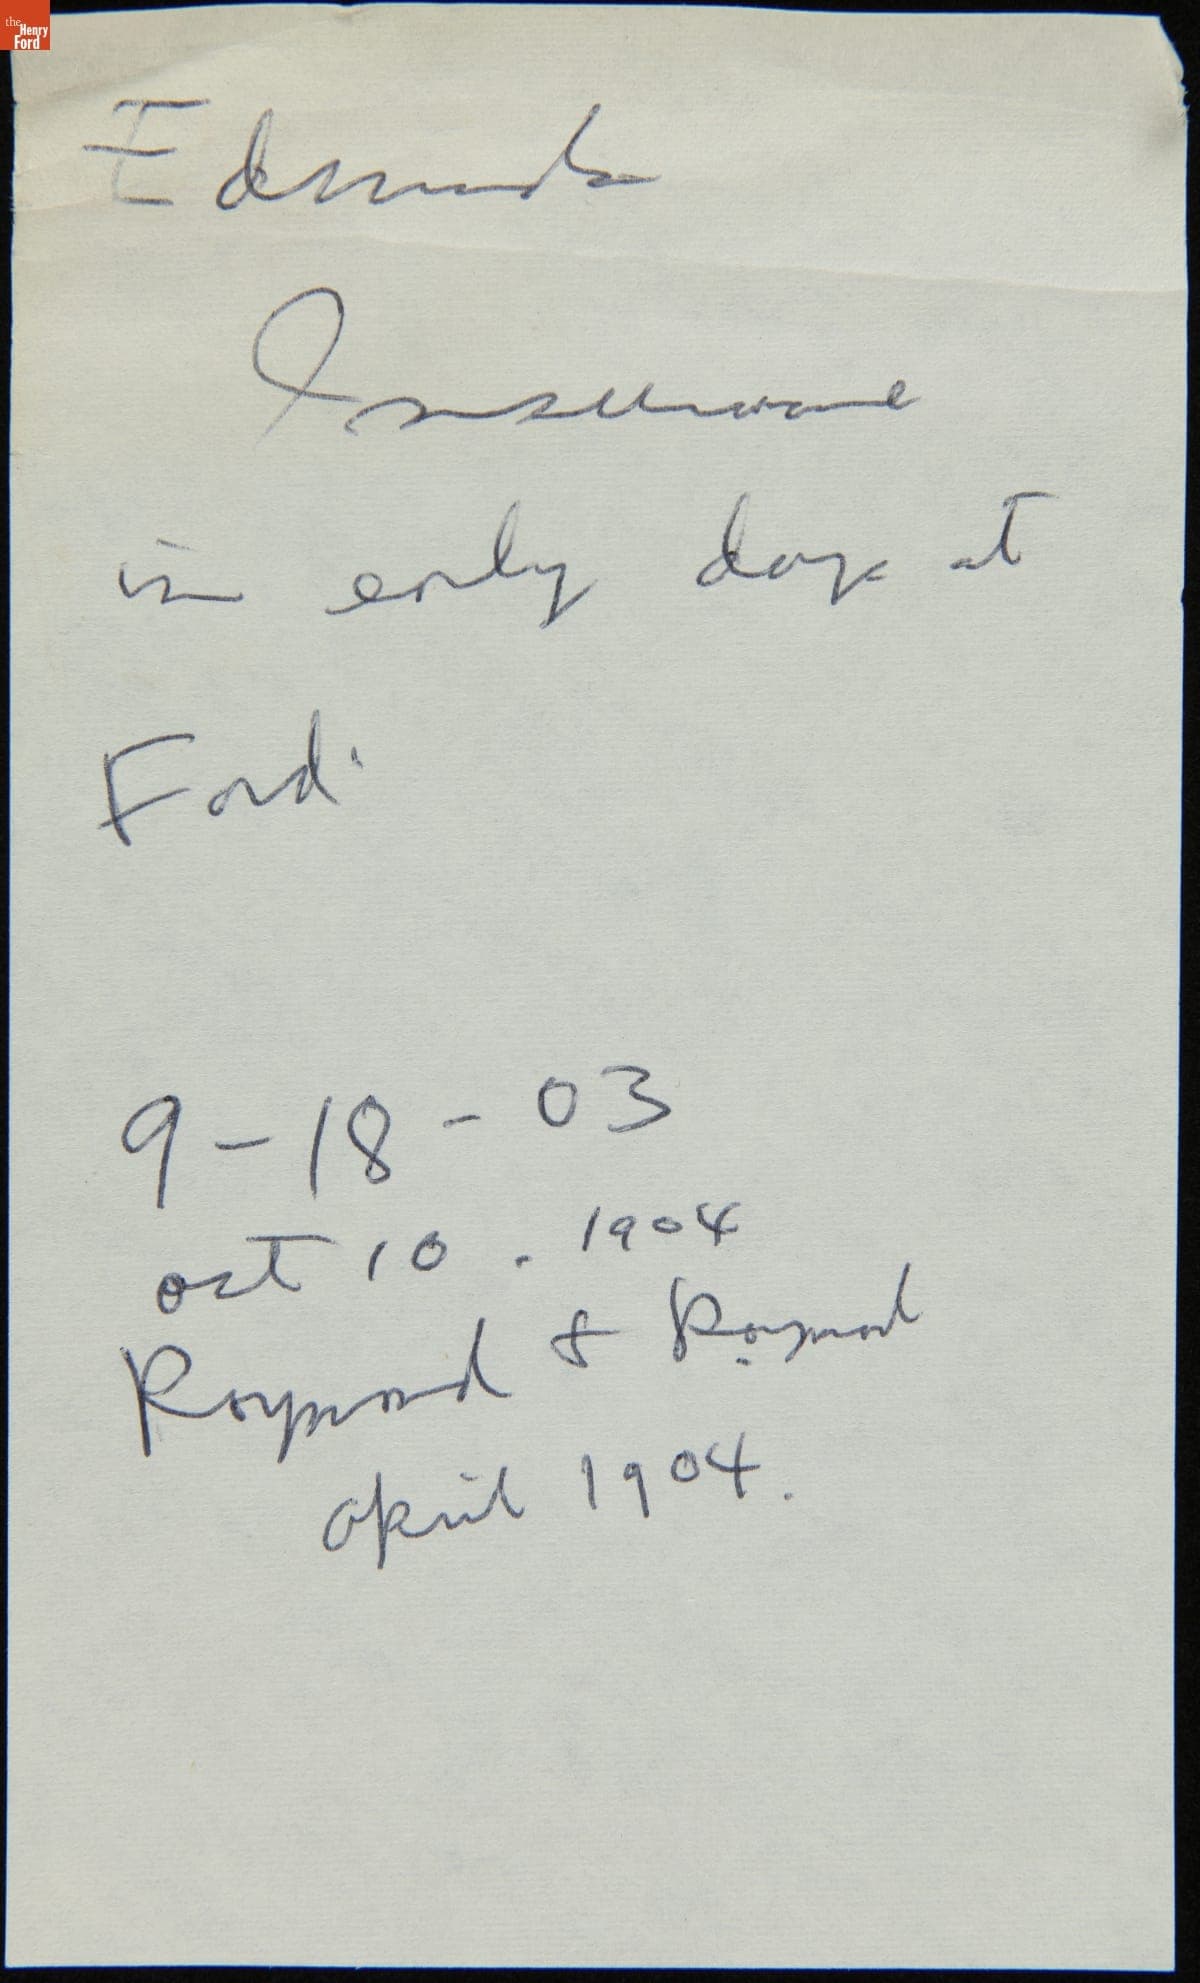 the
Henry
Ford
Edmunds
Insurance
in early days at
Ford.
9-18-03
oct 10. 1904
Raymond & Raymond
april 1904.